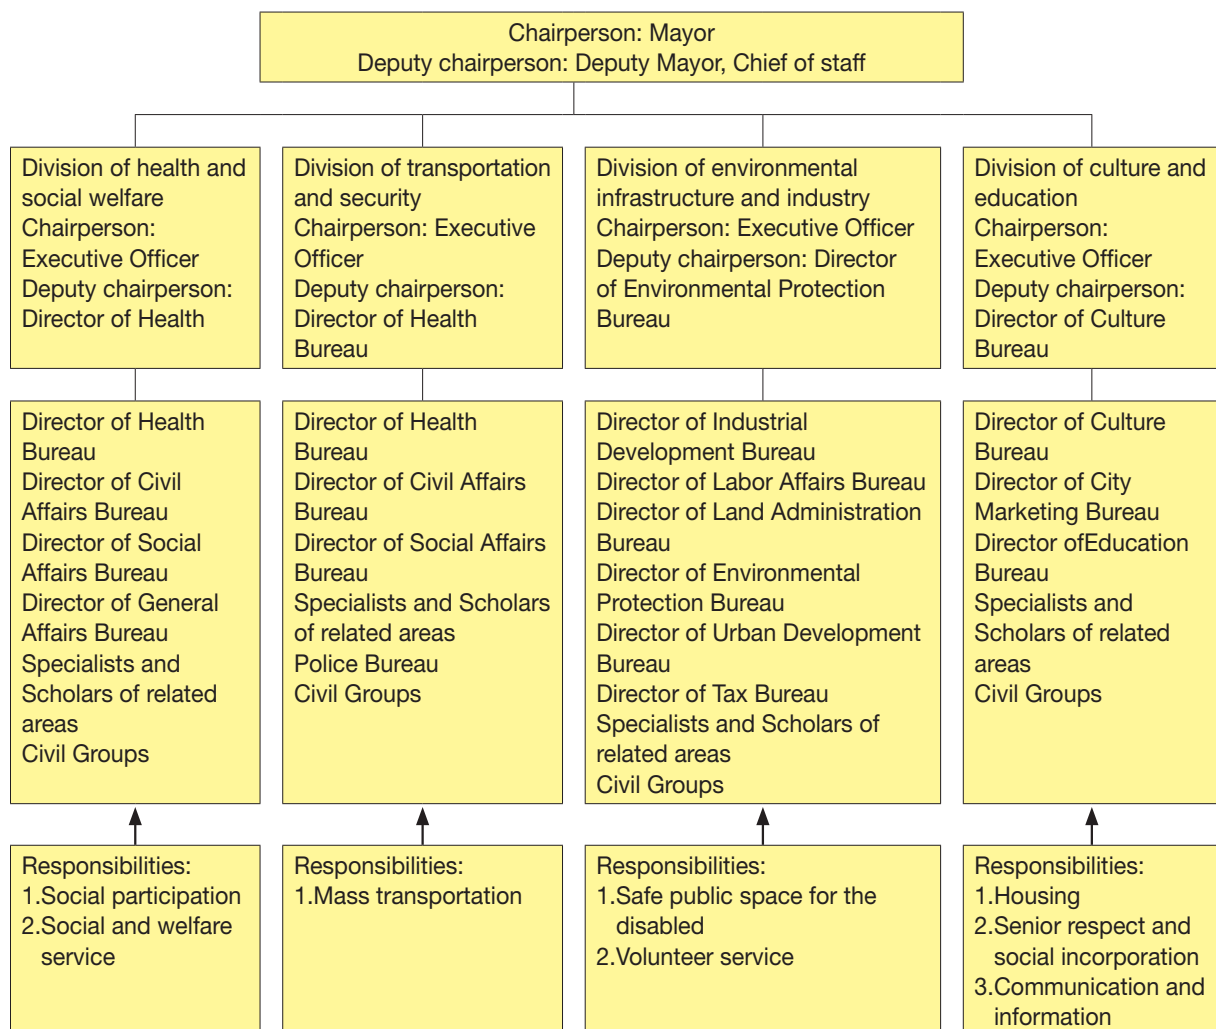 Chairperson: Mayor
Deputy chairperson: Deputy Mayor, Chief of staff
Division of health and
social welfare
Chairperson:
Executive Officer
Deputy chairperson:
Director of Health
Division of transportation
and security
Chairperson: Executive
Officer
Deputy chairperson:
Director of Health
Bureau
Division of environmental
infrastructure and industry
Chairperson: Executive Officer
Deputy chairperson: Director
of Environmental Protection
Bureau
Division of culture and
education
Chairperson:
Executive Officer
Deputy chairperson:
Director of Culture
Bureau
Director of Health
Bureau
Director of Civil
Affairs Bureau
Director of Social
Affairs Bureau
Director of General
Affairs Bureau
Specialists and
Scholars of related
areas
Civil Groups
Director of Health
Bureau
Director of Civil Affairs
Bureau
Director of Social Affairs
Bureau
Specialists and Scholars
of related areas
Police Bureau
Civil Groups
Director of Industrial
Development Bureau
Director of Labor Affairs Bureau
Director of Land Administration
Bureau
Director of Environmental
Protection Bureau
Director of Urban Development
Bureau
Director of Tax Bureau
Specialists and Scholars of
related areas
Civil Groups
Director of Culture
Bureau
Director of City
Marketing Bureau
Director ofEducation
Bureau
Specialists and
Scholars of related
areas
Civil Groups
Responsibilities:
1.Social participation
2.Social and welfare
service
Responsibilities:
1.Mass transportation
Responsibilities:
1.Safe public space for the
disabled
2.Volunteer service
Responsibilities:
1.Housing
2.Senior respect and
social incorporation
3.Communication and
information